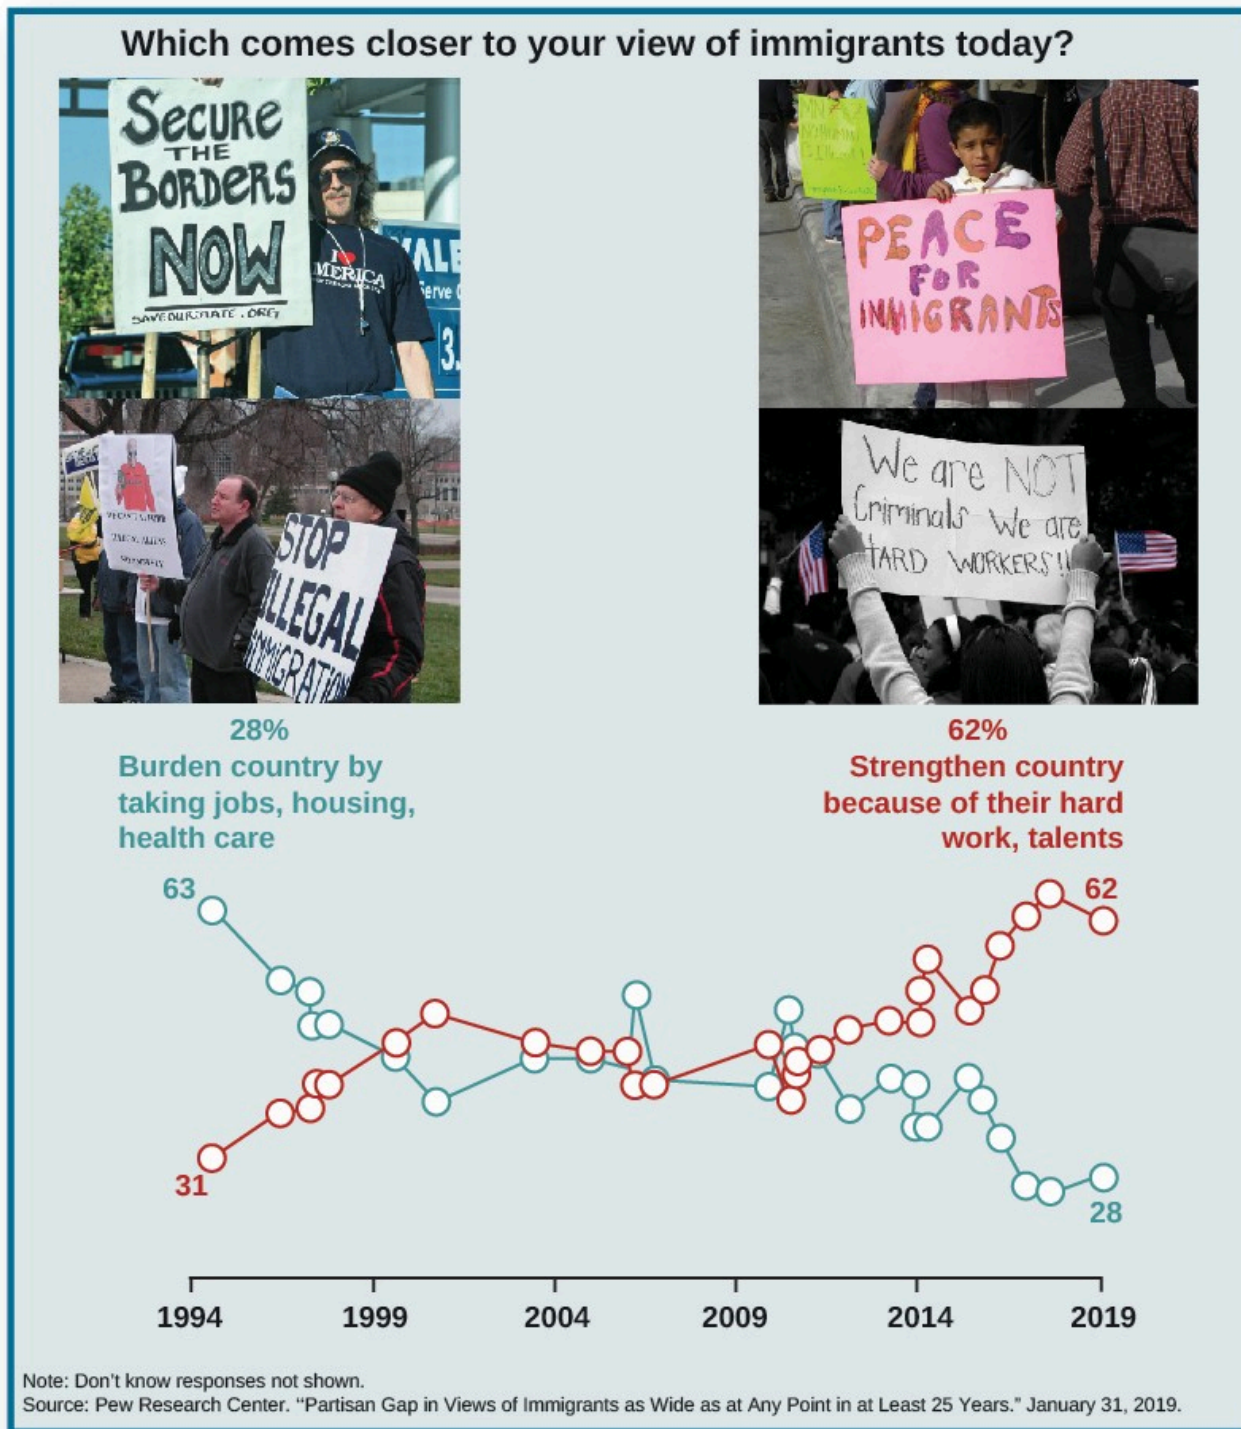 Which comes closer to your view of immigrants today?
SECURE
THE
BORDERS
NOW
SAVEOURSTATE.ORG
I
AMERICA
STOP
ILLEGAL
IMMIGRATION
PEACE
FOR
IMMIGRANTS
We are NOT
Criminals We are
HARD WORKERS!!
28%
Burden country by
taking jobs, housing,
health care
62%
Strengthen country
because of their hard
work, talents
63
62
31
28
1994 1999 2004 2009 2014 2019
Note: Don't know responses not shown.
Source: Pew Research Center. “Partisan Gap in Views of Immigrants as Wide as at Any Point in at Least 25 Years.” January 31, 2019.